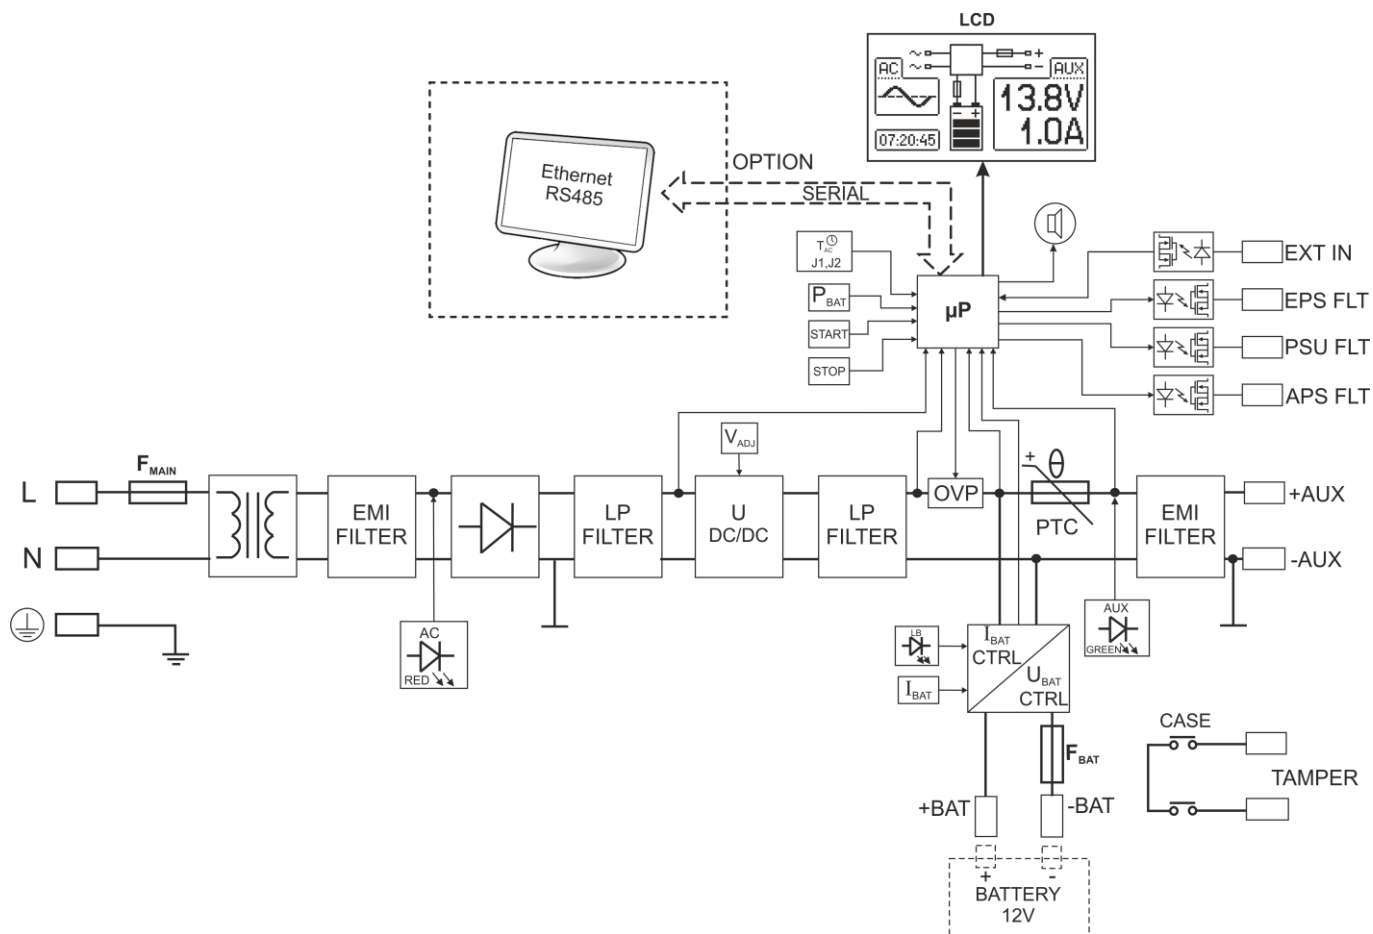 LCD
AC
AUX
+
-
- +
13.8V
1.0A
07:20:45
Ethernet
RS485
OPTION
SERIAL
T AC
J1,J2
P BAT
START
STOP
µP
EXT IN
EPS FLT
PSU FLT
APS FLT
F MAIN
L
N
EMI
FILTER
LP
FILTER
V ADJ
U
DC/DC
LP
FILTER
OVP
+ θ
PTC
EMI
FILTER
+AUX
-AUX
AC
RED
AUX
GREEN
LB
I BAT
I BAT
CTRL
U BAT
CTRL
F BAT
+BAT
-BAT
+ -
BATTERY
12V
CASE
TAMPER